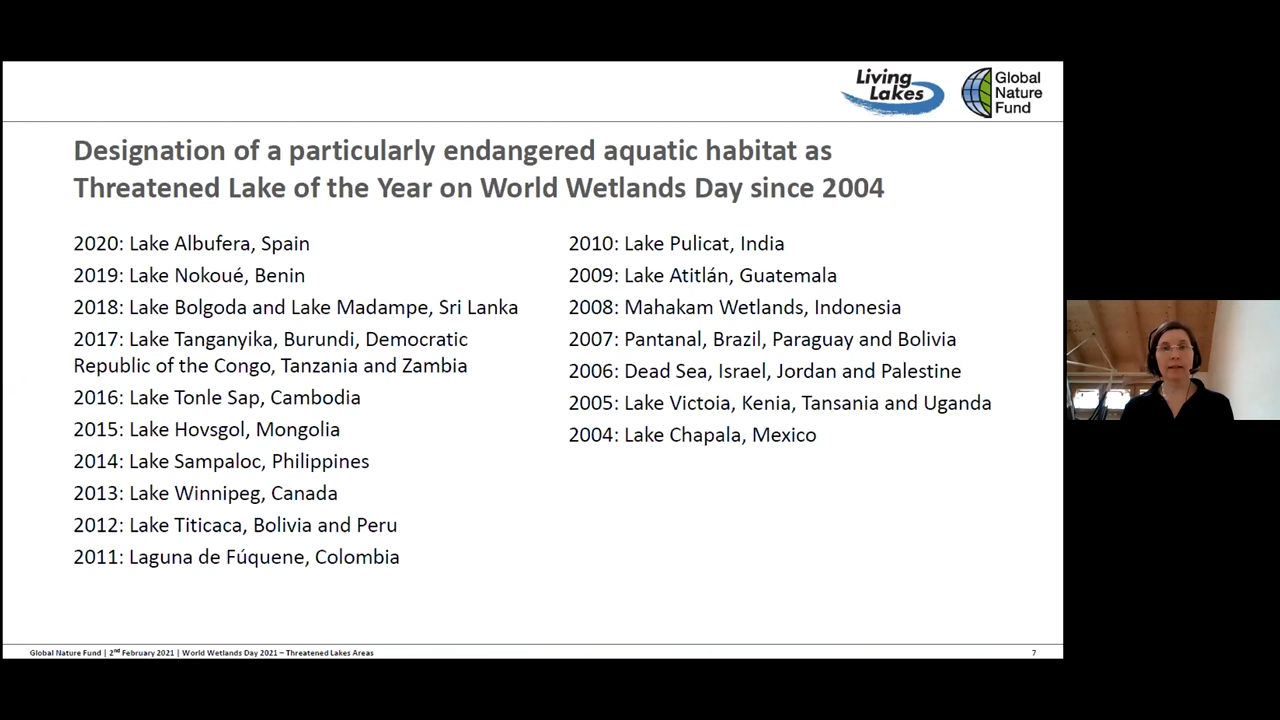 Living
Lakes
Global
Nature
Fund
Designation of a particularly endangered aquatic habitat as
Threatened Lake of the Year on World Wetlands Day since 2004
2020: Lake Albufera, Spain
2019: Lake Nokoué, Benin
2018: Lake Bolgoda and Lake Madampe, Sri Lanka
2017: Lake Tanganyika, Burundi, Democratic
Republic of the Congo, Tanzania and Zambia
2016: Lake Tonle Sap, Cambodia
2015: Lake Hovsgol, Mongolia
2014: Lake Sampaloc, Philippines
2013: Lake Winnipeg, Canada
2012: Lake Titicaca, Bolivia and Peru
2011: Laguna de Fúquene, Colombia
2010: Lake Pulicat, India
2009: Lake Atitlán, Guatemala
2008: Mahakam Wetlands, Indonesia
2007: Pantanal, Brazil, Paraguay and Bolivia
2006: Dead Sea, Israel, Jordan and Palestine
2005: Lake Victoia, Kenia, Tansania and Uganda
2004: Lake Chapala, Mexico
Global Nature Fund | 2nd February 2021 | World Wetlands Day 2021 – Threatened Lakes Areas
7